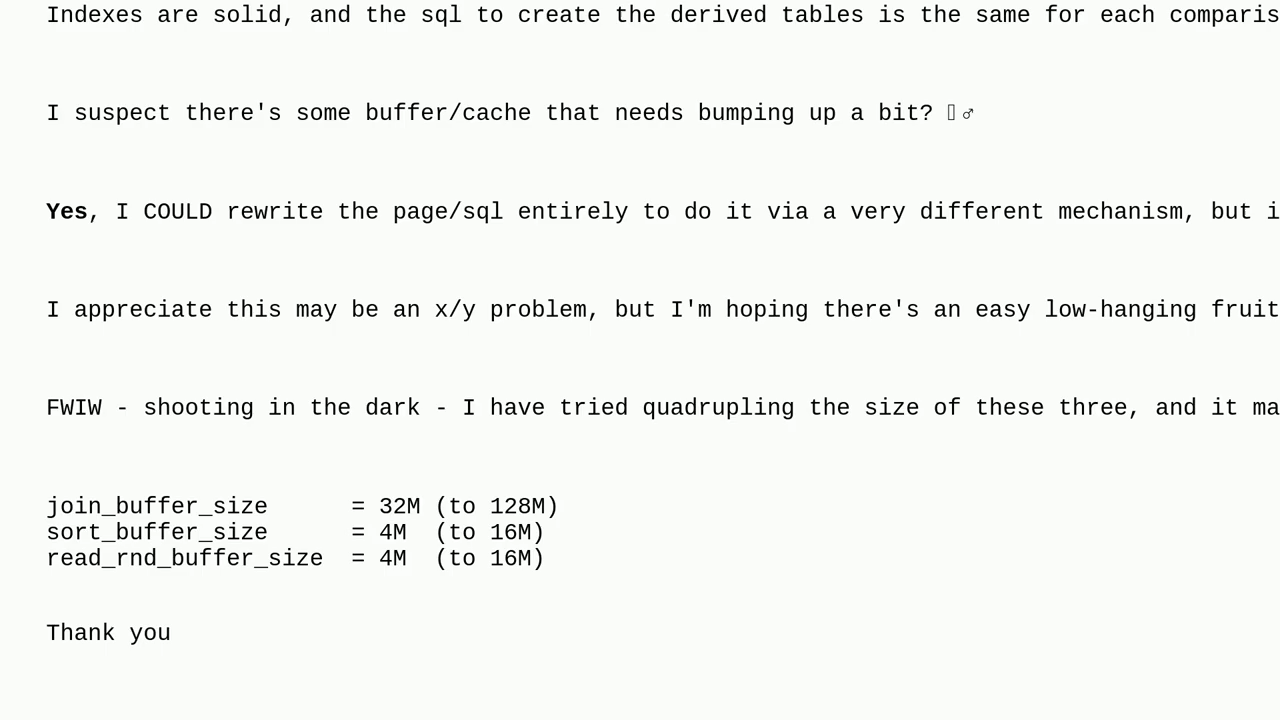 Indexes are solid, and the sql to create the derived tables is the same for each comparis
I suspect there's some buffer/cache that needs bumping up a bit? ▯♂
Yes, I COULD rewrite the page/sql entirely to do it via a very different mechanism, but i
I appreciate this may be an x/y problem, but I'm hoping there's an easy low-hanging fruit
FWIW - shooting in the dark - I have tried quadrupling the size of these three, and it ma
join_buffer_size      = 32M (to 128M)
sort_buffer_size      = 4M  (to 16M)
read_rnd_buffer_size  = 4M  (to 16M)
Thank you